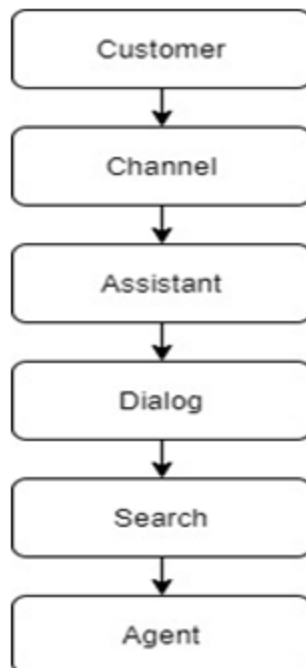 Customer
Channel
Assistant
Dialog
Search
Agent